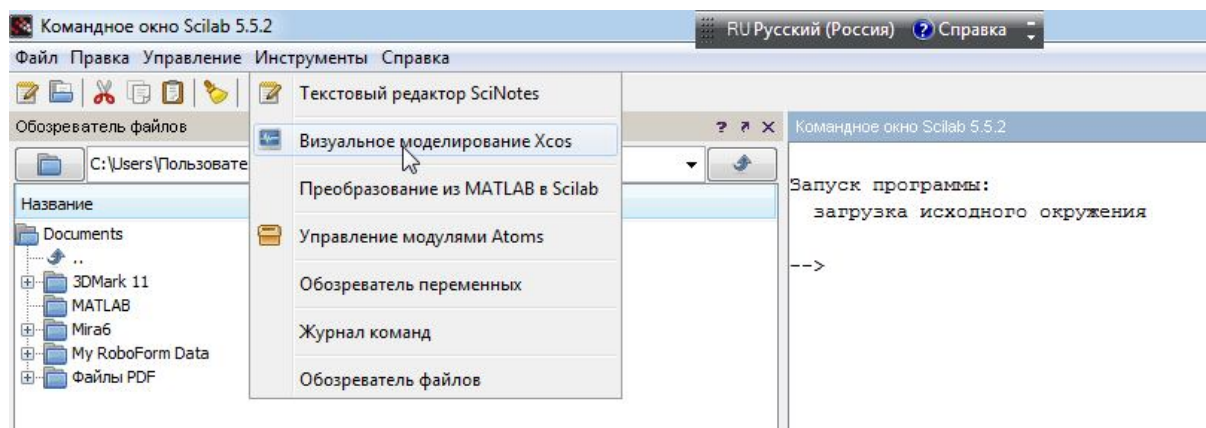 Командное окно Scilab 5.5.2
RU Русский (Россия) ? Справка
Файл Правка Управление Инструменты Справка
Текстовый редактор SciNotes
Обозреватель файлов
? ↗ X
Командное окно Scilab 5.5.2
Визуальное моделирование Xcos
C:\Users\Пользовате
Преобразование из MATLAB в Scilab
Запуск программы:
загрузка исходного окружения
Название
Documents
Управление модулями Atoms
..
-->
3DMark 11
Обозреватель переменных
MATLAB
Mira6
Журнал команд
My RoboForm Data
Файлы PDF
Обозреватель файлов